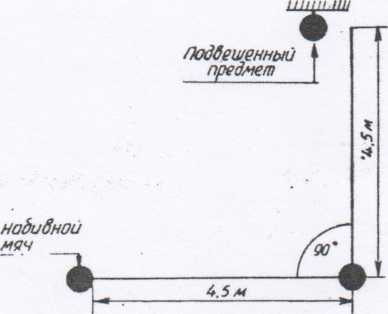 Подвешенный
предмет
4,5 м
набивной
мяч
90°
4,5 м